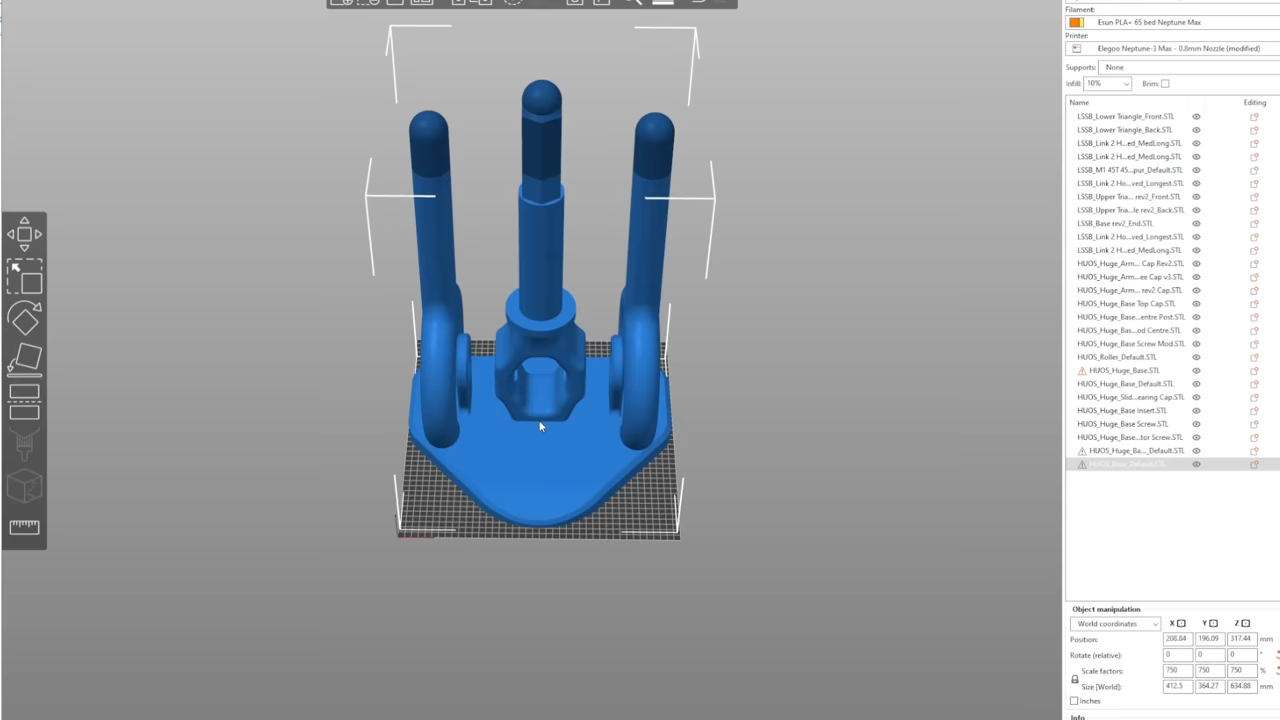 Filament:
Esun PLA+ 65 bed Neptune Max
Printer:
Elegoo Neptune-3 Max - 0.8mm Nozzle (modified)
Supports: None
Infill: 10% Brim:
Name Editing
LSSB_Lower Triangle_Front.STL
LSSB_Lower Triangle_Back.STL
LSSB_Link 2 H...ed_MedLong.STL
LSSB_Link 2 H...ed_MedLong.STL
LSSB_M1 45T 45...pur_Default.STL
LSSB_Link 2 Ho...ved_Longest.STL
LSSB_Upper Tria... rev2_Front.STL
LSSB_Upper Tria...le rev2_Back.STL
LSSB_Base rev2_End.STL
LSSB_Link 2 Ho...ved_Longest.STL
LSSB_Link 2 H...ed_MedLong.STL
HUOS_Huge_Arm... Cap Rev2.STL
HUOS_Huge_Arm...ee Cap v3.STL
HUOS_Huge_Arm... rev2 Cap.STL
HUOS_Huge_Base Top Cap.STL
HUOS_Huge_Base...entre Post.STL
HUOS_Huge_Bas...od Centre.STL
HUOS_Huge_Base Screw Mod.STL
HUOS_Roller_Default.STL
HUOS_Huge_Base.STL
HUOS_Huge_Base_Default.STL
HUOS_Huge_Slid...earing Cap.STL
HUOS_Huge_Base Insert.STL
HUOS_Huge_Base Screw.STL
HUOS_Huge_Base...tor Screw.STL
HUOS_Huge_Ba..._Default.STL
Object manipulation
World coordinates X Y Z
Position: 208.84 196.09 317.44 mm
Rotate (relative): 0 0 0 °
Scale factors: 750 750 750 %
Size [World]: 412.5 364.27 634.88 mm
Inches
Info